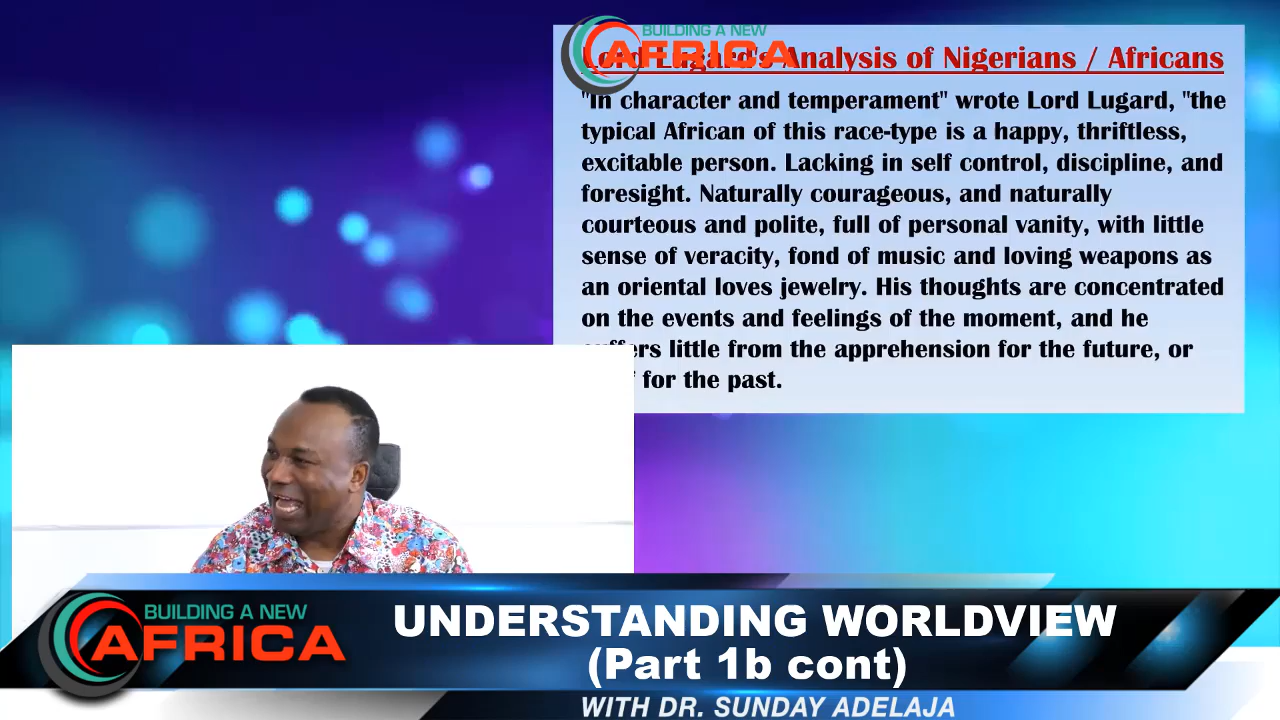 BUILDING A NEW
AFRICA
Lord Lugard's Analysis of Nigerians / Africans
"In character and temperament" wrote Lord Lugard, "the
typical African of this race-type is a happy, thriftless,
excitable person. Lacking in self control, discipline, and
foresight. Naturally courageous, and naturally
courteous and polite, full of personal vanity, with little
sense of veracity, fond of music and loving weapons as
an oriental loves jewelry. His thoughts are concentrated
on the events and feelings of the moment, and he
little from the apprehension for the future, or
for the past.
BUILDING A NEW
AFRICA
UNDERSTANDING WORLDVIEW
(Part 1b cont)
WITH DR. SUNDAY ADELAJA